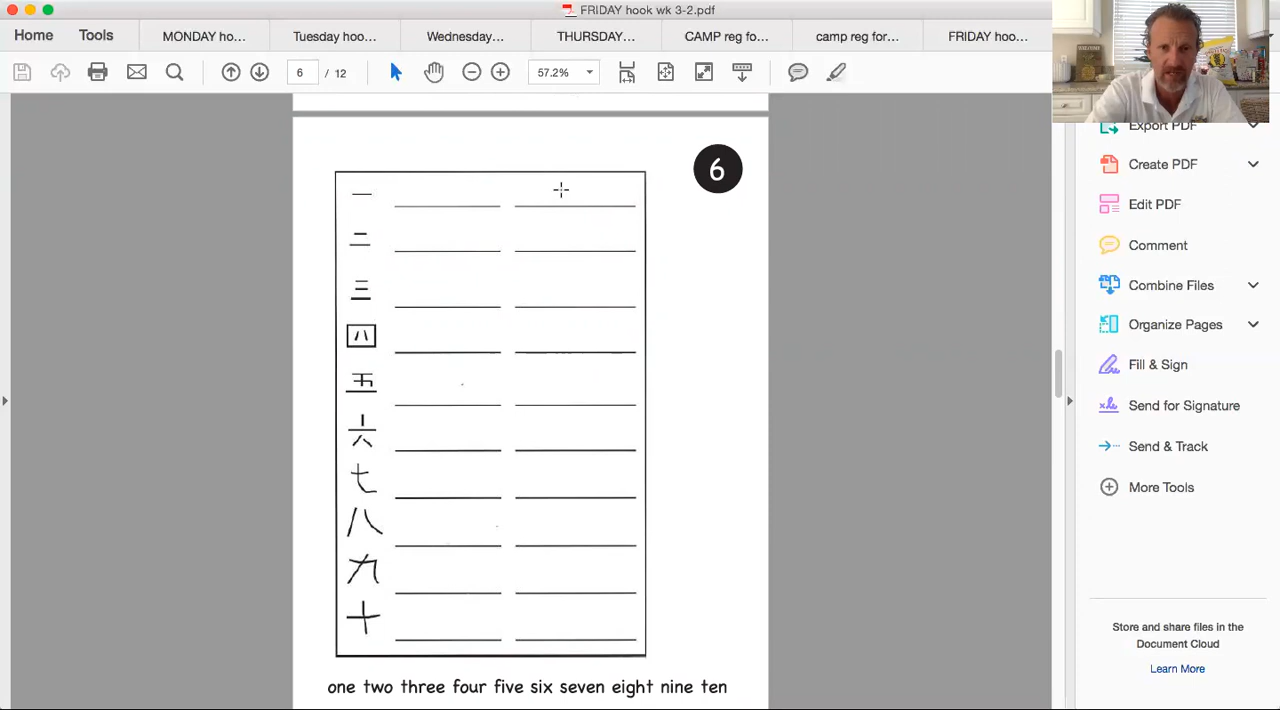 FRIDAY hook wk 3-2.pdf
Home
Tools
MONDAY ho...
Tuesday hoo...
Wednesday...
THURSDAY...
CAMP reg fo...
camp reg for...
FRIDAY hoo...
6 / 12
57.2%
Export PDF
Create PDF
Edit PDF
Comment
Combine Files
Organize Pages
Fill & Sign
Send for Signature
Send & Track
More Tools
Store and share files in the
Document Cloud
Learn More
6
一
二
三
四
五
六
七
八
九
十
one two three four five six seven eight nine ten